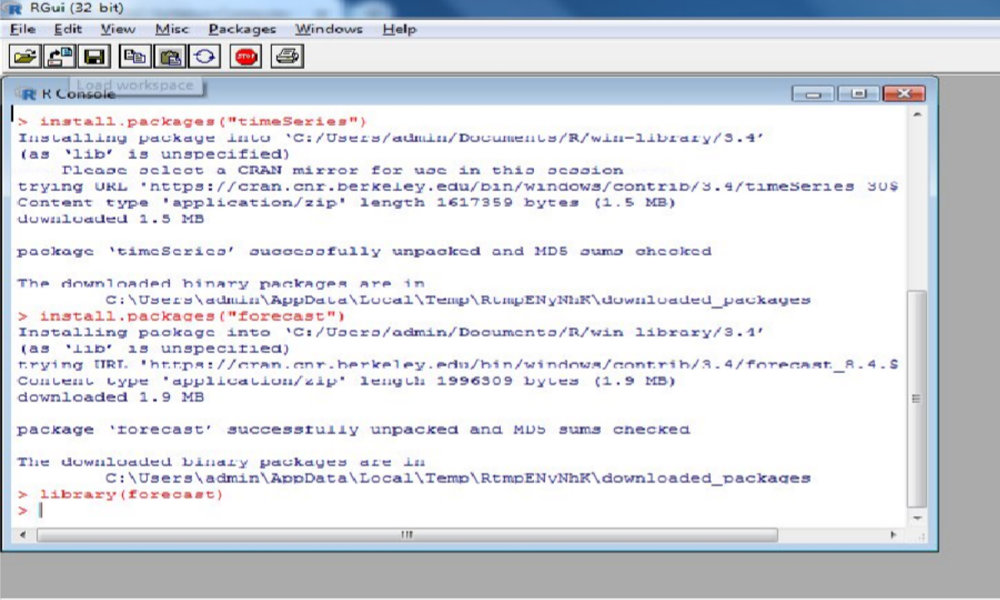 RGui (32 bit)
File Edit View Misc Packages Windows Help
STOP
Load workspace
R Console
> install.packages("timeSeries")
Installing package into ‘C:/Users/admin/Documents/R/win-library/3.4’
(as ‘lib’ is unspecified)
--- Please select a CRAN mirror for use in this session ---
trying URL 'https://cran.cnr.berkeley.edu/bin/windows/contrib/3.4/timeSeries_30$
Content type 'application/zip' length 1617359 bytes (1.5 MB)
downloaded 1.5 MB
package ‘timeSeries’ successfully unpacked and MD5 sums checked
The downloaded binary packages are in
C:\Users\admin\AppData\Local\Temp\RtmpENyNhK\downloaded_packages
> install.packages("forecast")
Installing package into ‘C:/Users/admin/Documents/R/win-library/3.4’
(as ‘lib’ is unspecified)
trying URL 'https://cran.cnr.berkeley.edu/bin/windows/contrib/3.4/forecast_8.4.$
Content type 'application/zip' length 1996309 bytes (1.9 MB)
downloaded 1.9 MB
package ‘forecast’ successfully unpacked and MD5 sums checked
The downloaded binary packages are in
C:\Users\admin\AppData\Local\Temp\RtmpENyNhK\downloaded_packages
> library(forecast)
>